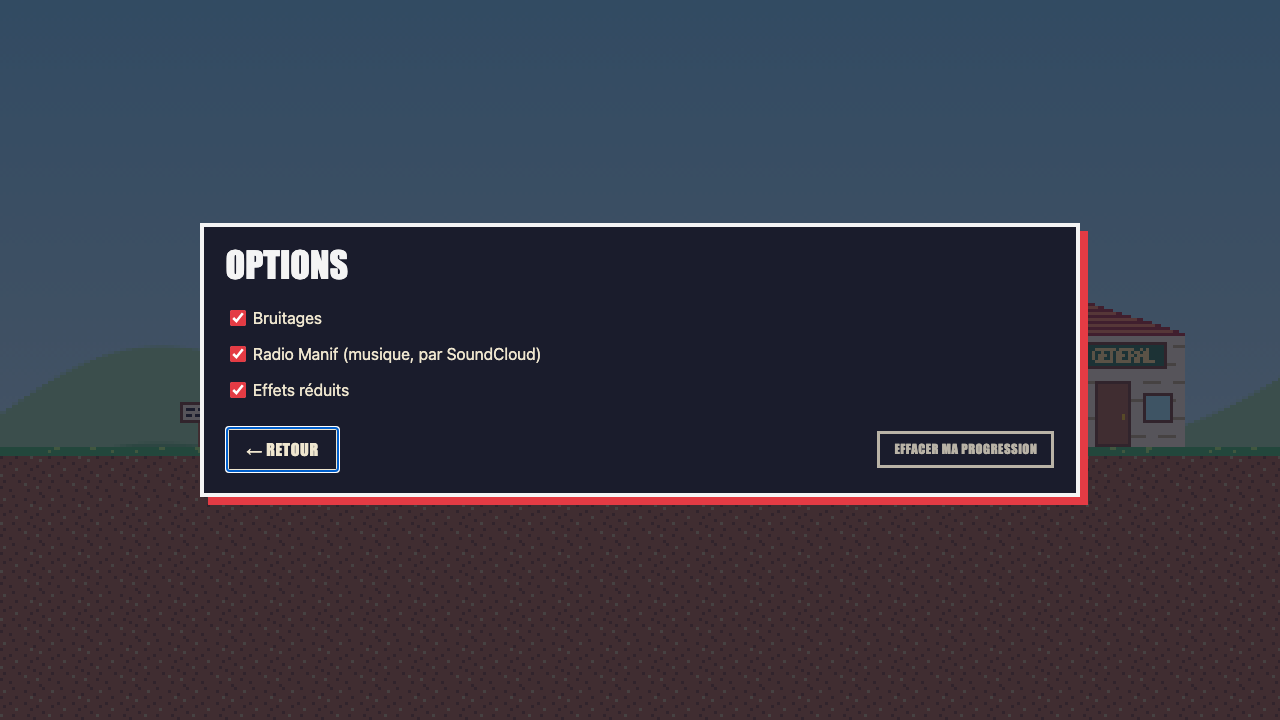 OPTIONS
Bruitages
Radio Manif (musique, par SoundCloud)
Effets réduits
← RETOUR
EFFACER MA PROGRESSION
GENERAL